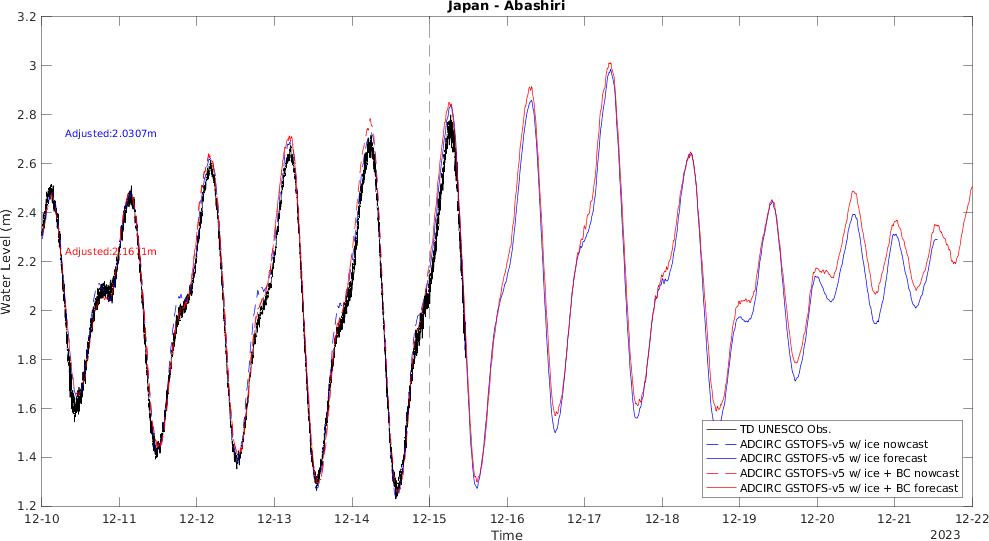 Japan - Abashiri
3.2
3
2.8
2.6
2.4
2.2
2
1.8
1.6
1.4
1.2
Water Level (m)
Adjusted:2.0307m
Adjusted:2.1671m
TD UNESCO Obs.
ADCIRC GSTOFS-v5 w/ ice nowcast
ADCIRC GSTOFS-v5 w/ ice forecast
ADCIRC GSTOFS-v5 w/ ice + BC nowcast
ADCIRC GSTOFS-v5 w/ ice + BC forecast
12-10 12-11 12-12 12-13 12-14 12-15 12-16 12-17 12-18 12-19 12-20 12-21 12-22
Time
2023